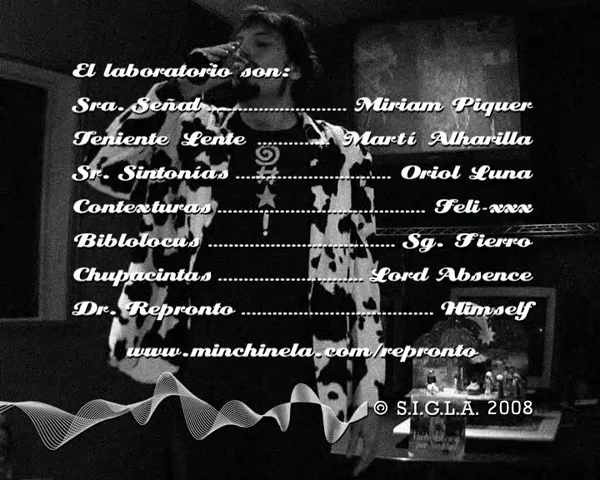 El laboratorio son:
Sra. Señal ..................... Miriam Piquer
Teniente Lente ........... Martí Alharilla
Sr. Sintonías ........................ Oriol Luna
Contexturas ................................ Feli-xxx
Biblolocus ............................. Sg. Fierro
Chupacintas ...................... Lord Absence
Dr. Repronto ............................. Himself
www.minchinela.com/repronto
© S.I.G.L.A. 2008